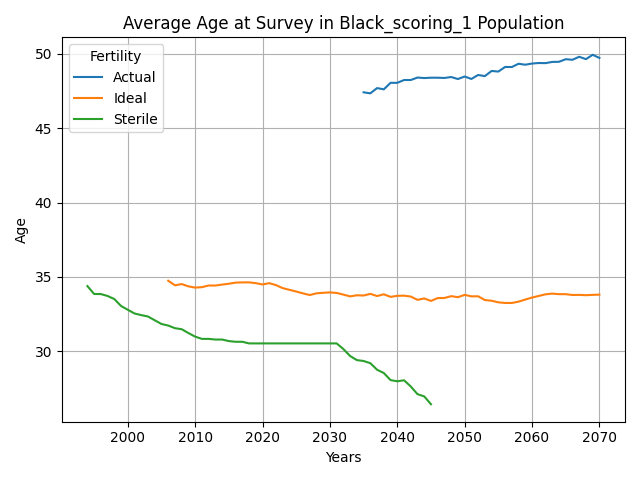 Average Age at Survey in Black_scoring_1 Population
Fertility
Actual
Ideal
Sterile
Age
50
45
40
35
30
2000 2010 2020 2030 2040 2050 2060 2070
Years